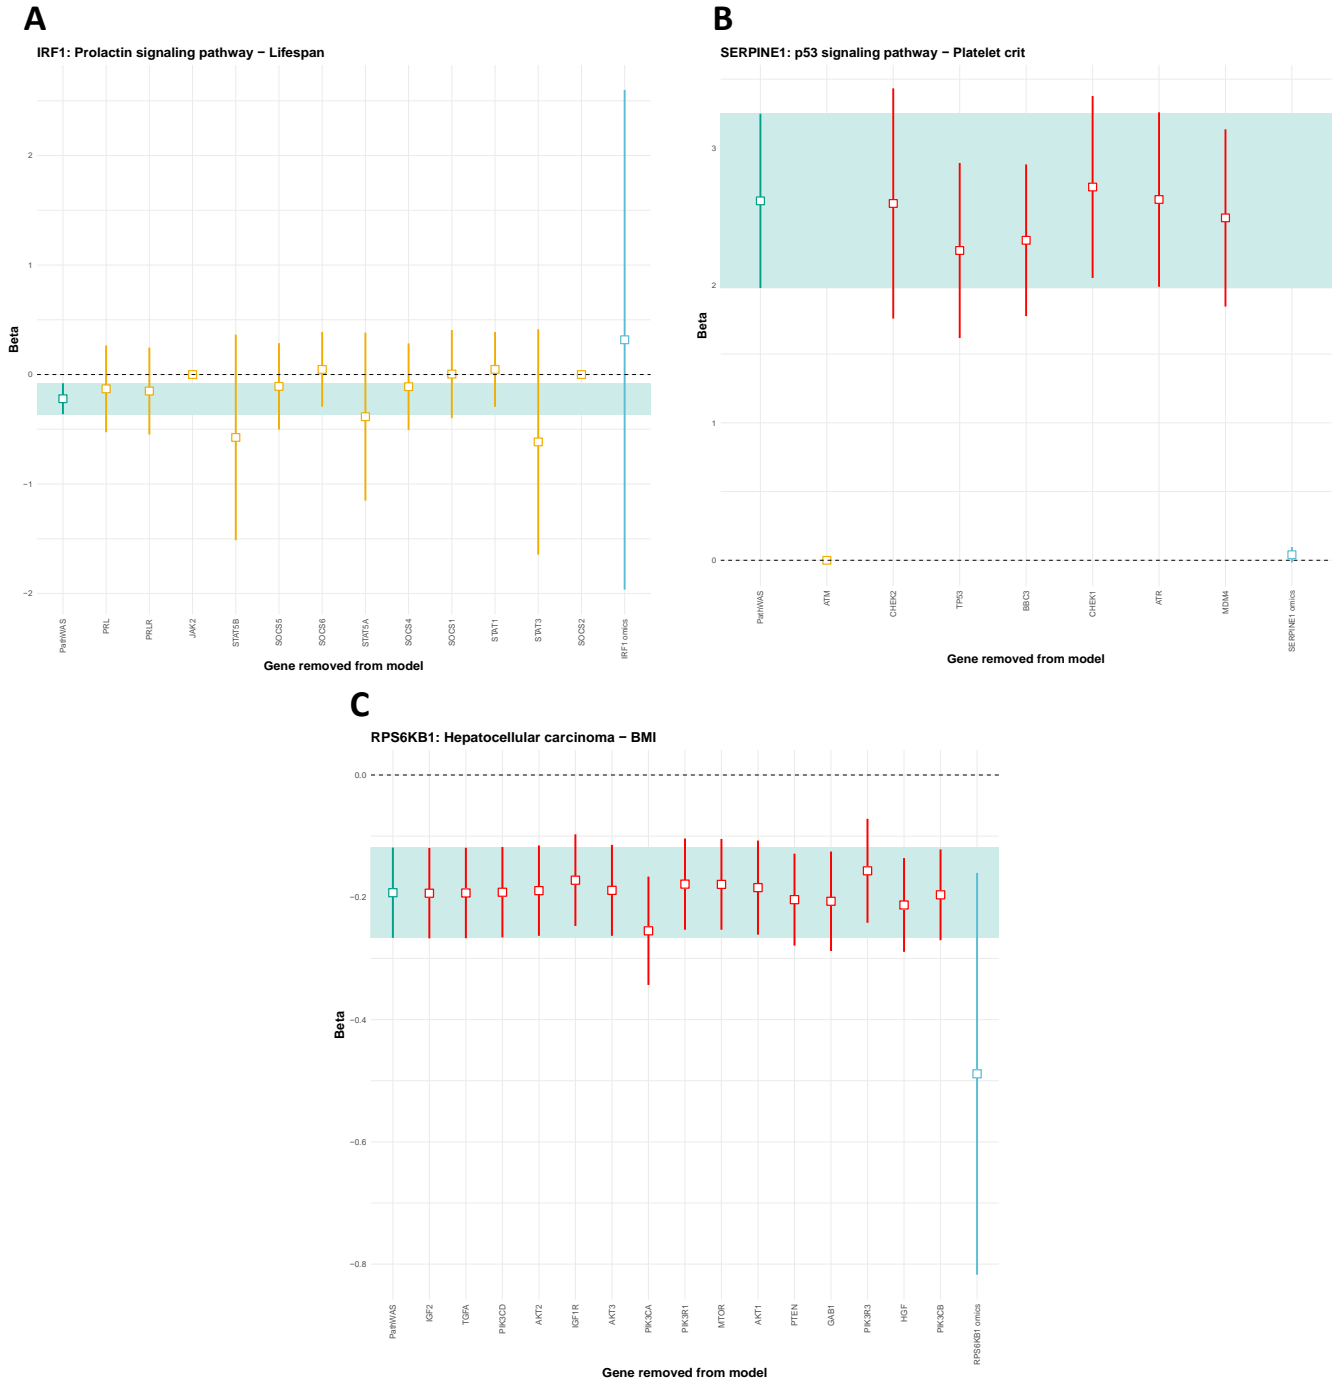 A
IRF1: Prolactin signaling pathway – Lifespan
2
1
0
−1
−2
Beta
PathWAS
PRL
PRLR
JAK2
STAT5B
SOCS5
SOCS6
STAT5A
SOCS4
SOCS1
STAT1
STAT3
SOCS2
IRF1 omics
Gene removed from model
B
SERPINE1: p53 signaling pathway – Platelet crit
3
2
1
0
Beta
PathWAS
ATM
CHEK2
TP53
BBC3
CHEK1
ATR
MDM4
SERPINE1 omics
Gene removed from model
C
RPS6KB1: Hepatocellular carcinoma – BMI
0.0
−0.2
−0.4
−0.6
−0.8
Beta
PathWAS
IGF2
TGFA
PIK3CD
AKT2
IGF1R
AKT3
PIK3CA
PIK3R1
MTOR
AKT1
PTEN
GAB1
PIK3R3
HGF
PIK3CB
RPS6KB1 omics
Gene removed from model